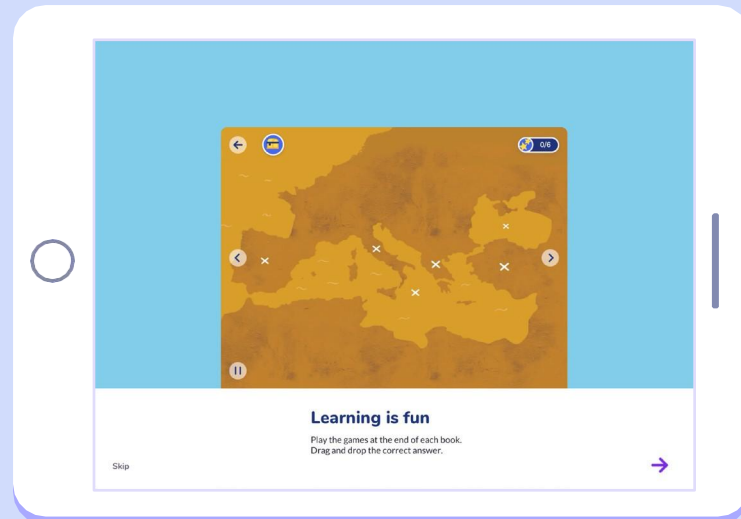 0/6
Learning is fun
Play the games at the end of each book.
Drag and drop the correct answer.
Skip